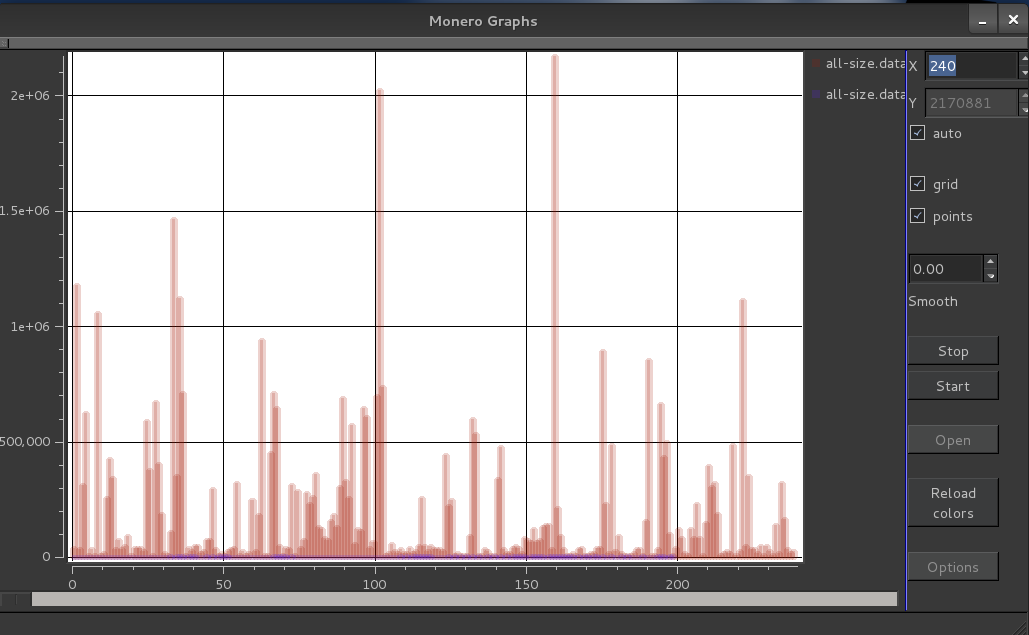 Monero Graphs
all-size.data
all-size.data
X 240
Y 2170881
auto
grid
points
0.00
Smooth
Stop
Start
Open
Reload
colors
Options
2e+06
1.5e+06
1e+06
500,000
0
0 50 100 150 200